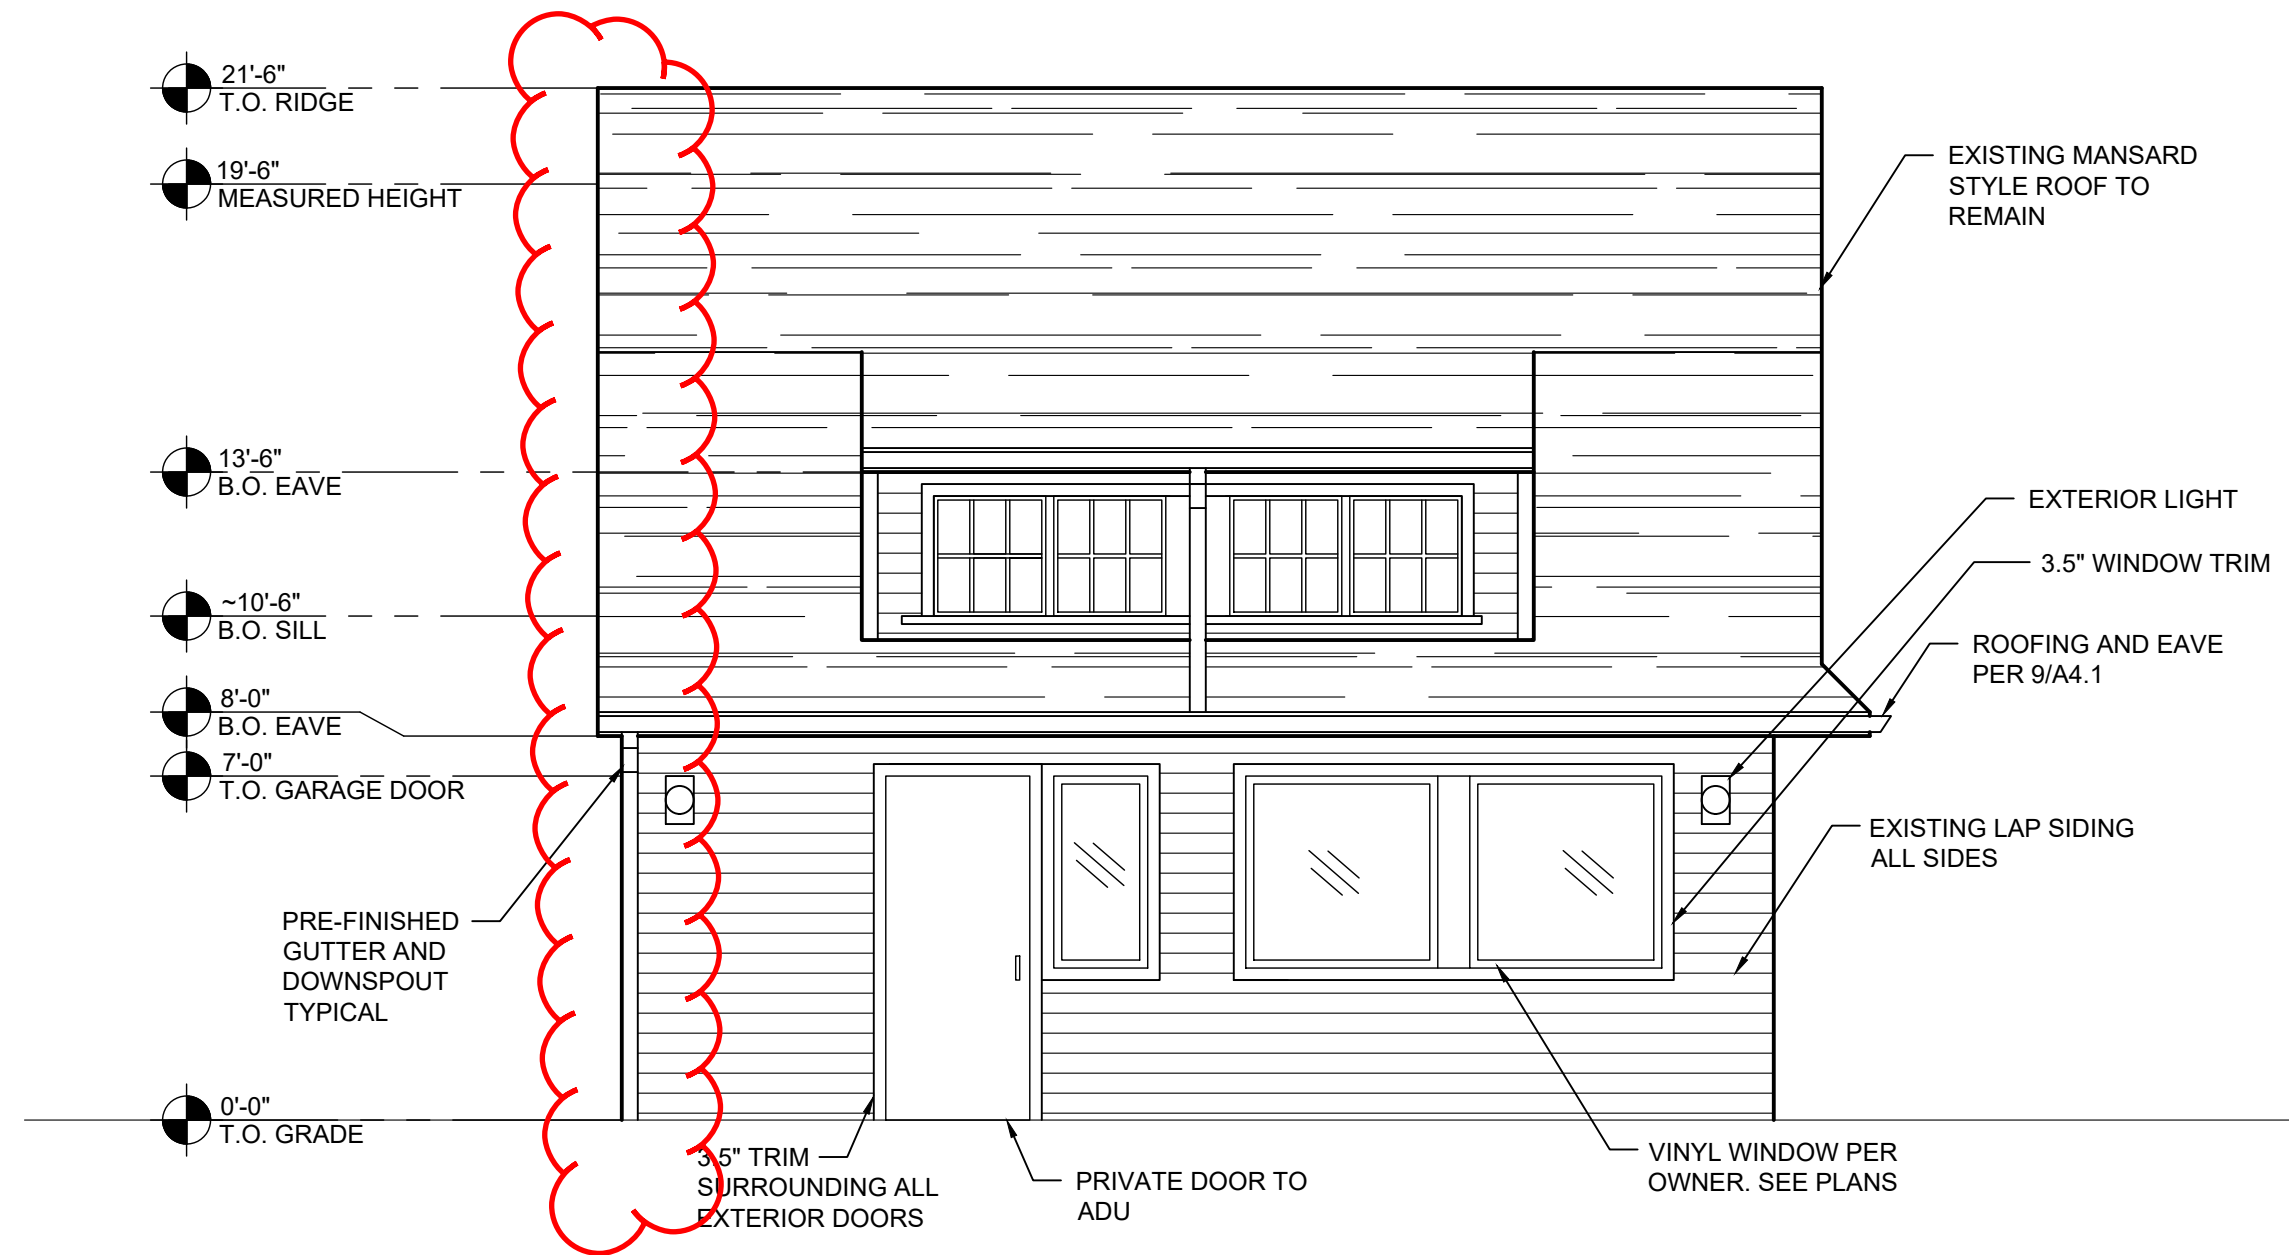 21'-6"
T.O. RIDGE
19'-6"
MEASURED HEIGHT
13'-6"
B.O. EAVE
~10'-6"
B.O. SILL
8'-0"
B.O. EAVE
7'-0"
T.O. GARAGE DOOR
PRE-FINISHED
GUTTER AND
DOWNSPOUT
TYPICAL
0'-0"
T.O. GRADE
3.5" TRIM
SURROUNDING ALL
EXTERIOR DOORS
PRIVATE DOOR TO
ADU
VINYL WINDOW PER
OWNER. SEE PLANS
EXISTING MANSARD
STYLE ROOF TO
REMAIN
EXTERIOR LIGHT
3.5" WINDOW TRIM
ROOFING AND EAVE
PER 9/A4.1
EXISTING LAP SIDING
ALL SIDES